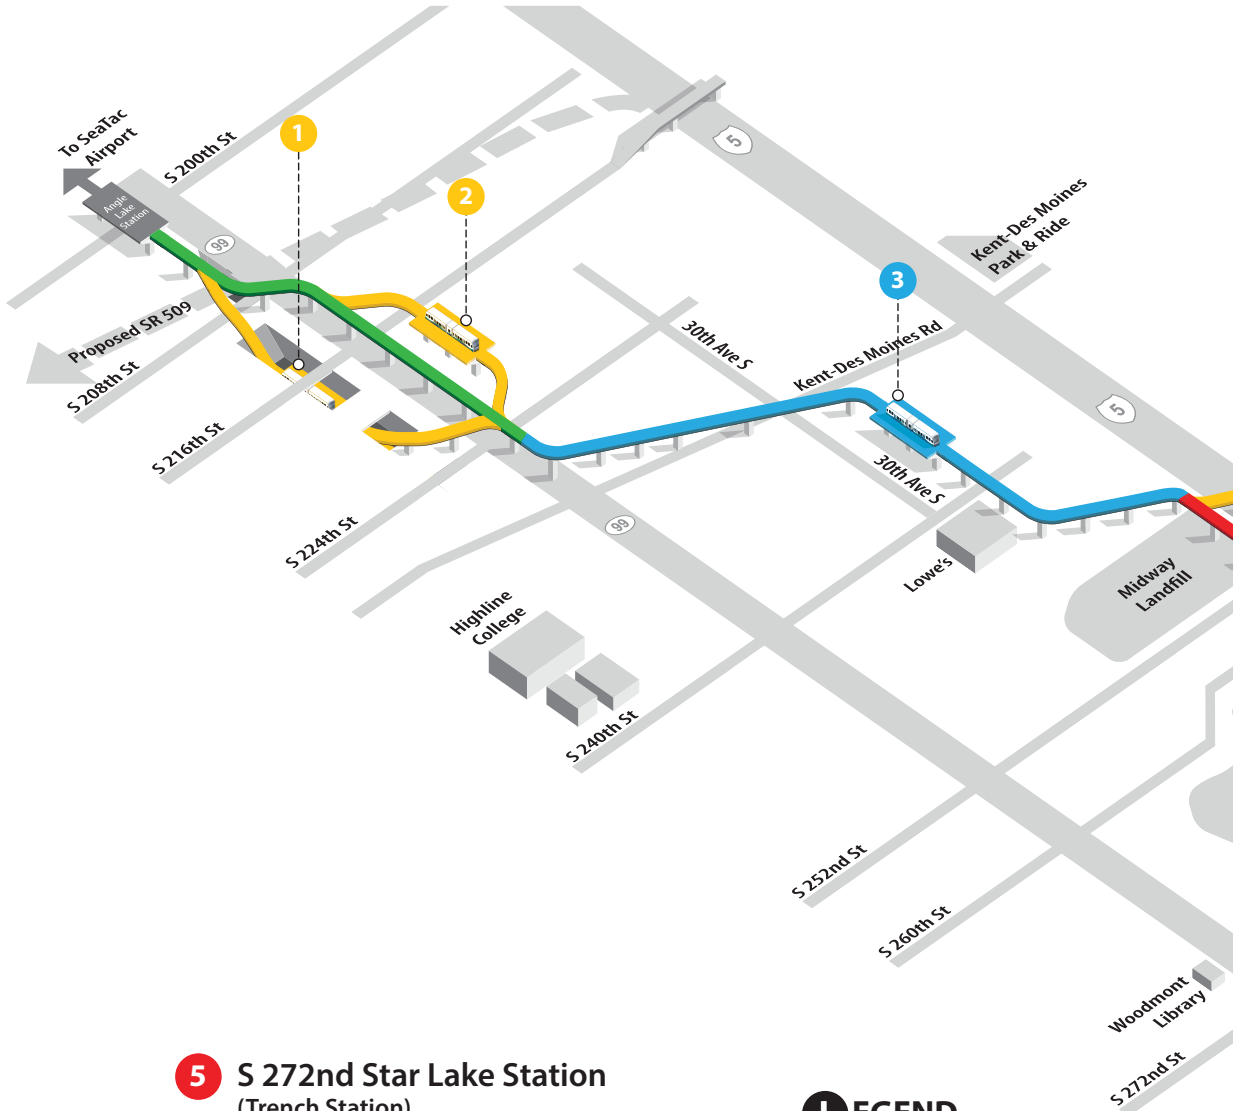 To SeaTac
Airport
S 200th St
1
2
5
Angle
Lake
Station
99
Kent-Des Moines
Park & Ride
3
Proposed SR 509
S 208th St
30th Ave S
Kent-Des Moines Rd
5
S 216th St
30th Ave S
S 224th St
99
Lowe's
Midway
Landfill
Highline
College
S 240th St
S 252nd St
S 260th St
Woodmont
Library
S 272nd St
5 S 272nd Star Lake Station
(Trench Station)
LEGEND